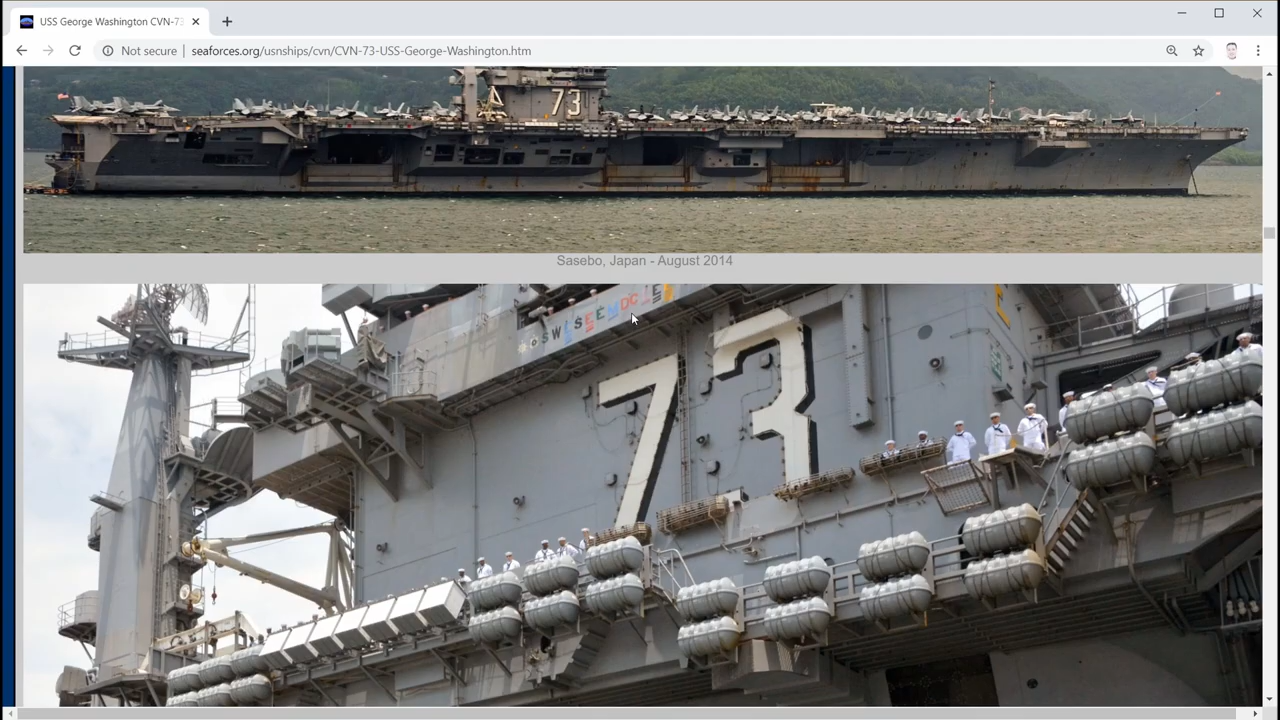 USS George Washington CVN-73
Not secure
seaforces.org/usnships/cvn/CVN-73-USS-George-Washington.htm
73
Sasebo, Japan - August 2014
73